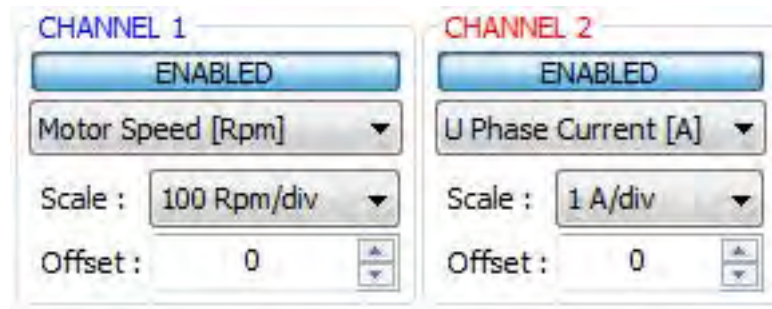 CHANNEL 1
ENABLED
Motor Speed [Rpm]
Scale : 100 Rpm/div
Offset : 0
CHANNEL 2
ENABLED
U Phase Current [A]
Scale : 1 A/div
Offset : 0